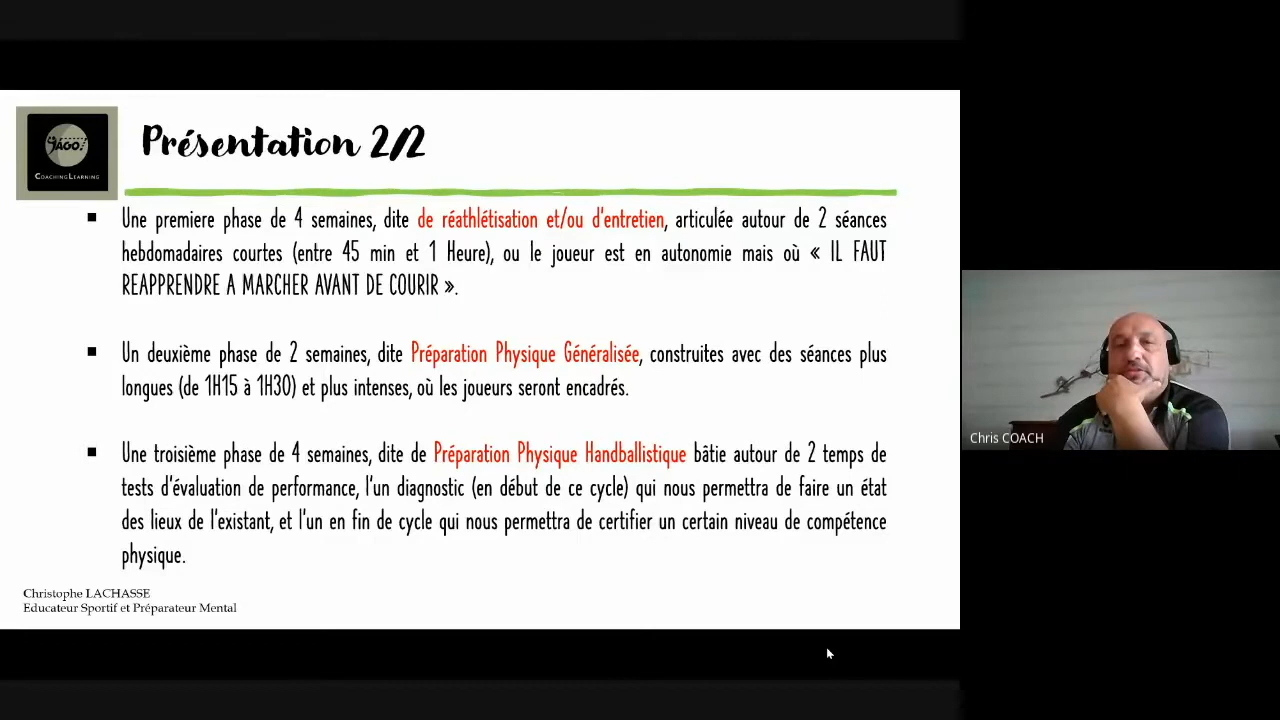 JAGO!
COACHINGLEARNING
Présentation 2/2
▪ Une premiere phase de 4 semaines, dite de réathlétisation et/ou d'entretien, articulée autour de 2 séances
hebdomadaires courtes (entre 45 min et 1 Heure), ou le joueur est en autonomie mais où « IL FAUT
REAPPRENDRE A MARCHER AVANT DE COURIR ».
▪ Un deuxième phase de 2 semaines, dite Préparation Physique Généralisée, construites avec des séances plus
longues (de 1H15 à 1H30) et plus intenses, où les joueurs seront encadrés.
▪ Une troisième phase de 4 semaines, dite de Préparation Physique Handballistique bâtie autour de 2 temps de
tests d'évaluation de performance, l'un diagnostic (en début de ce cycle) qui nous permettra de faire un état
des lieux de l'existant, et l'un en fin de cycle qui nous permettra de certifier un certain niveau de compétence
physique.
Christophe LACHASSE
Educateur Sportif et Préparateur Mental
Chris COACH